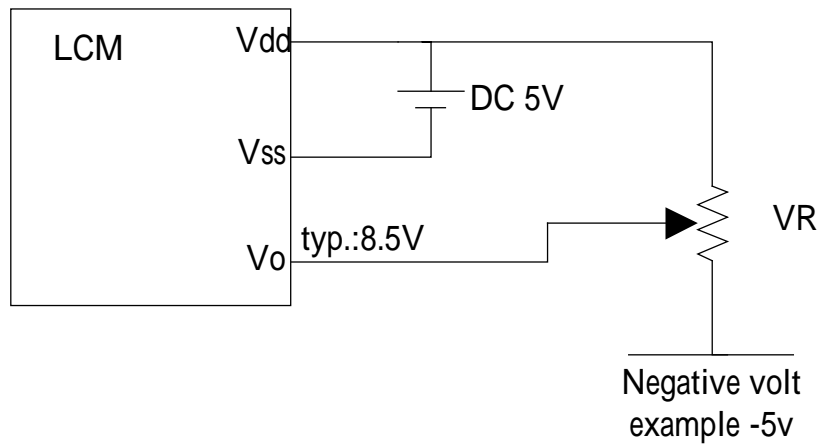 LCM
Vdd
DC 5V
Vss
VR
typ.:8.5V
Vo
Negative volt
example -5v